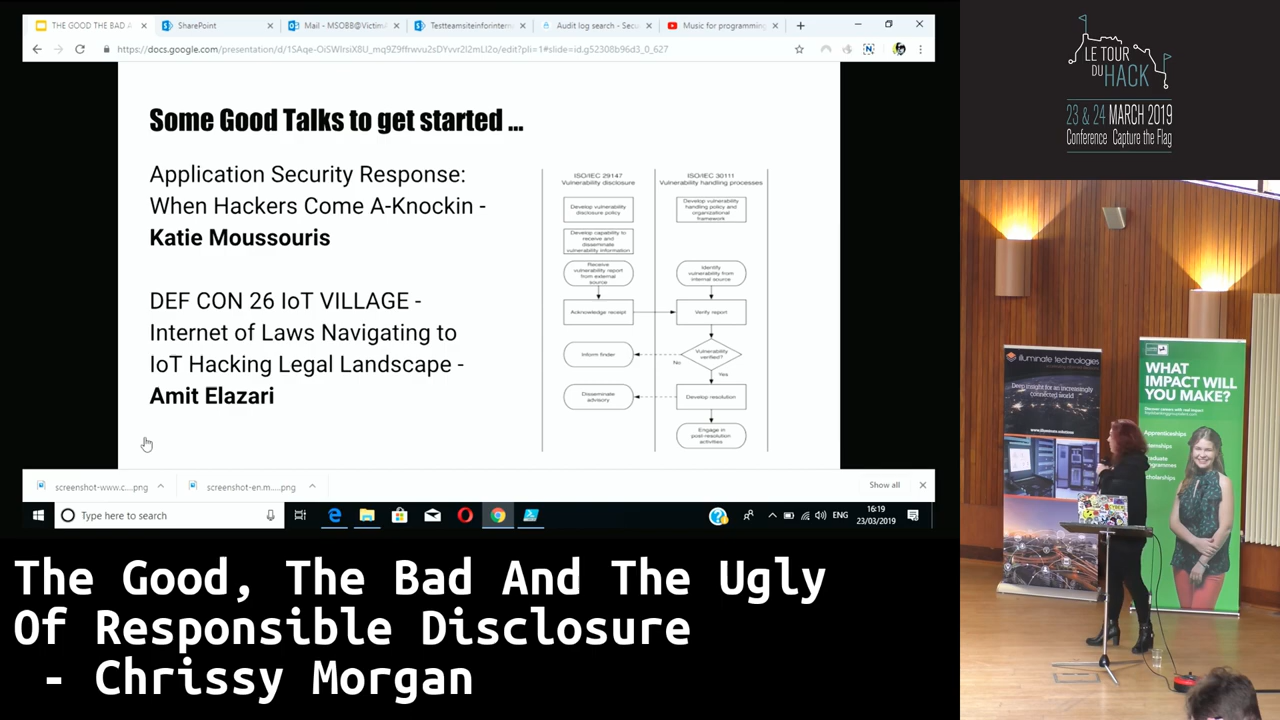 THE GOOD THE BAD A
SharePoint
Mail - MSO88@Victimi
Testteamsiteinforinterna
Audit log search - Secu
Music for programming
https://docs.google.com/presentation/d/
/edit?pli=1#slide=id.g52308b96d3_0_627
Some Good Talks to get started ...
Application Security Response:
When Hackers Come A-Knockin -
Katie Moussouris
DEF CON 26 IoT VILLAGE -
Internet of Laws Navigating to
IoT Hacking Legal Landscape -
Amit Elazari
ISO/IEC 29147
Vulnerability disclosure
Develop vulnerability
disclosure policy
Develop capability to
receive and
disseminate
vulnerability information
Receive
vulnerability report
from external
source
Acknowledge receipt
Inform finder
Disseminate
advisory
ISO/IEC 30111
Vulnerability handling processes
Develop vulnerability
handling policy and
organizational
framework
Identify
vulnerability from
internal source
Verify report
Vulnerability
verified?
No
Yes
Develop resolution
Engage in
post-resolution
activities
screenshot-www.c....png
screenshot-en.m....png
Show all
Type here to search
ENG
16:19
23/03/2019
The Good, The Bad And The Ugly
Of Responsible Disclosure
- Chrissy Morgan
LE TOUR
DU HACK
23 & 24 MARCH 2019
Conference Capture the Flag
illuminate technologies
Deep insight for an increasingly
connected world
www.illuminate.solutions
WHAT
IMPACT WILL
YOU MAKE?
Apprenticeships